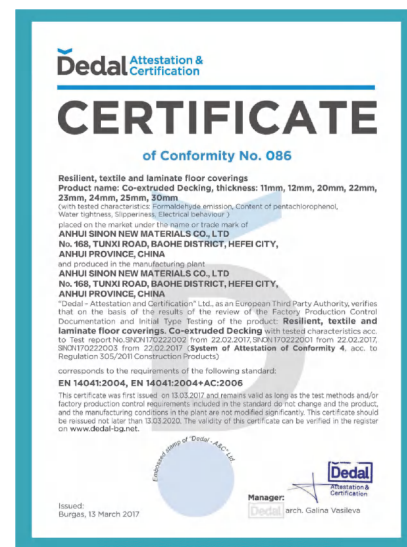 Dedal Attestation &
Certification
CERTIFICATE
of Conformity No. 086
Resilient, textile and laminate floor coverings
Product name: Co-extruded Decking, thickness: 11mm, 12mm, 20mm, 22mm,
23mm, 24mm, 25mm, 30mm
(with tested characteristics: Formaldehyde emission, Content of pentachlorophenol,
Water tightness, Slipperiness, Electrical behaviour )
placed on the market under the name or trade mark of
ANHUI SINON NEW MATERIALS CO., LTD
No. 168, TUNXI ROAD, BAOHE DISTRICT, HEFEI CITY,
ANHUI PROVINCE, CHINA
and produced in the manufacturing plant
ANHUI SINON NEW MATERIALS CO., LTD
No. 168, TUNXI ROAD, BAOHE DISTRICT, HEFEI CITY,
ANHUI PROVINCE, CHINA
"Dedal – Attestation and Certification" Ltd., as an European Third Party Authority, verifies
that on the basis of the results of the review of the Factory Production Control
Documentation and Initial Type Testing of the product: Resilient, textile and
laminate floor coverings. Co-extruded Decking with tested characteristics acc.
to Test report No.SINON170222002 from 22.02.2017, SINON170222001 from 22.02.2017,
SINON170222003 from 22.02.2017 (System of Attestation of Conformity 4, acc. to
Regulation 305/2011 Construction Products)
corresponds to the requirements of the following standard:
EN 14041:2004, EN 14041:2004+AC:2006
This certificate was first issued on 13.03.2017 and remains valid as long as the test methods and/or
factory production control requirements included in the standard do not change and the product,
and the manufacturing conditions in the plant are not modified significantly. This certificate should
be reissued not later than 13.03.2020. The validity of this certificate can be verified in the register
on www.dedal-bg.net.
Embossed stamp of "Dedal - A&C" Ltd
Dedal
Attestation &
Certification
Manager:
Dedal arch. Galina Vasileva
Issued:
Burgas, 13 March 2017